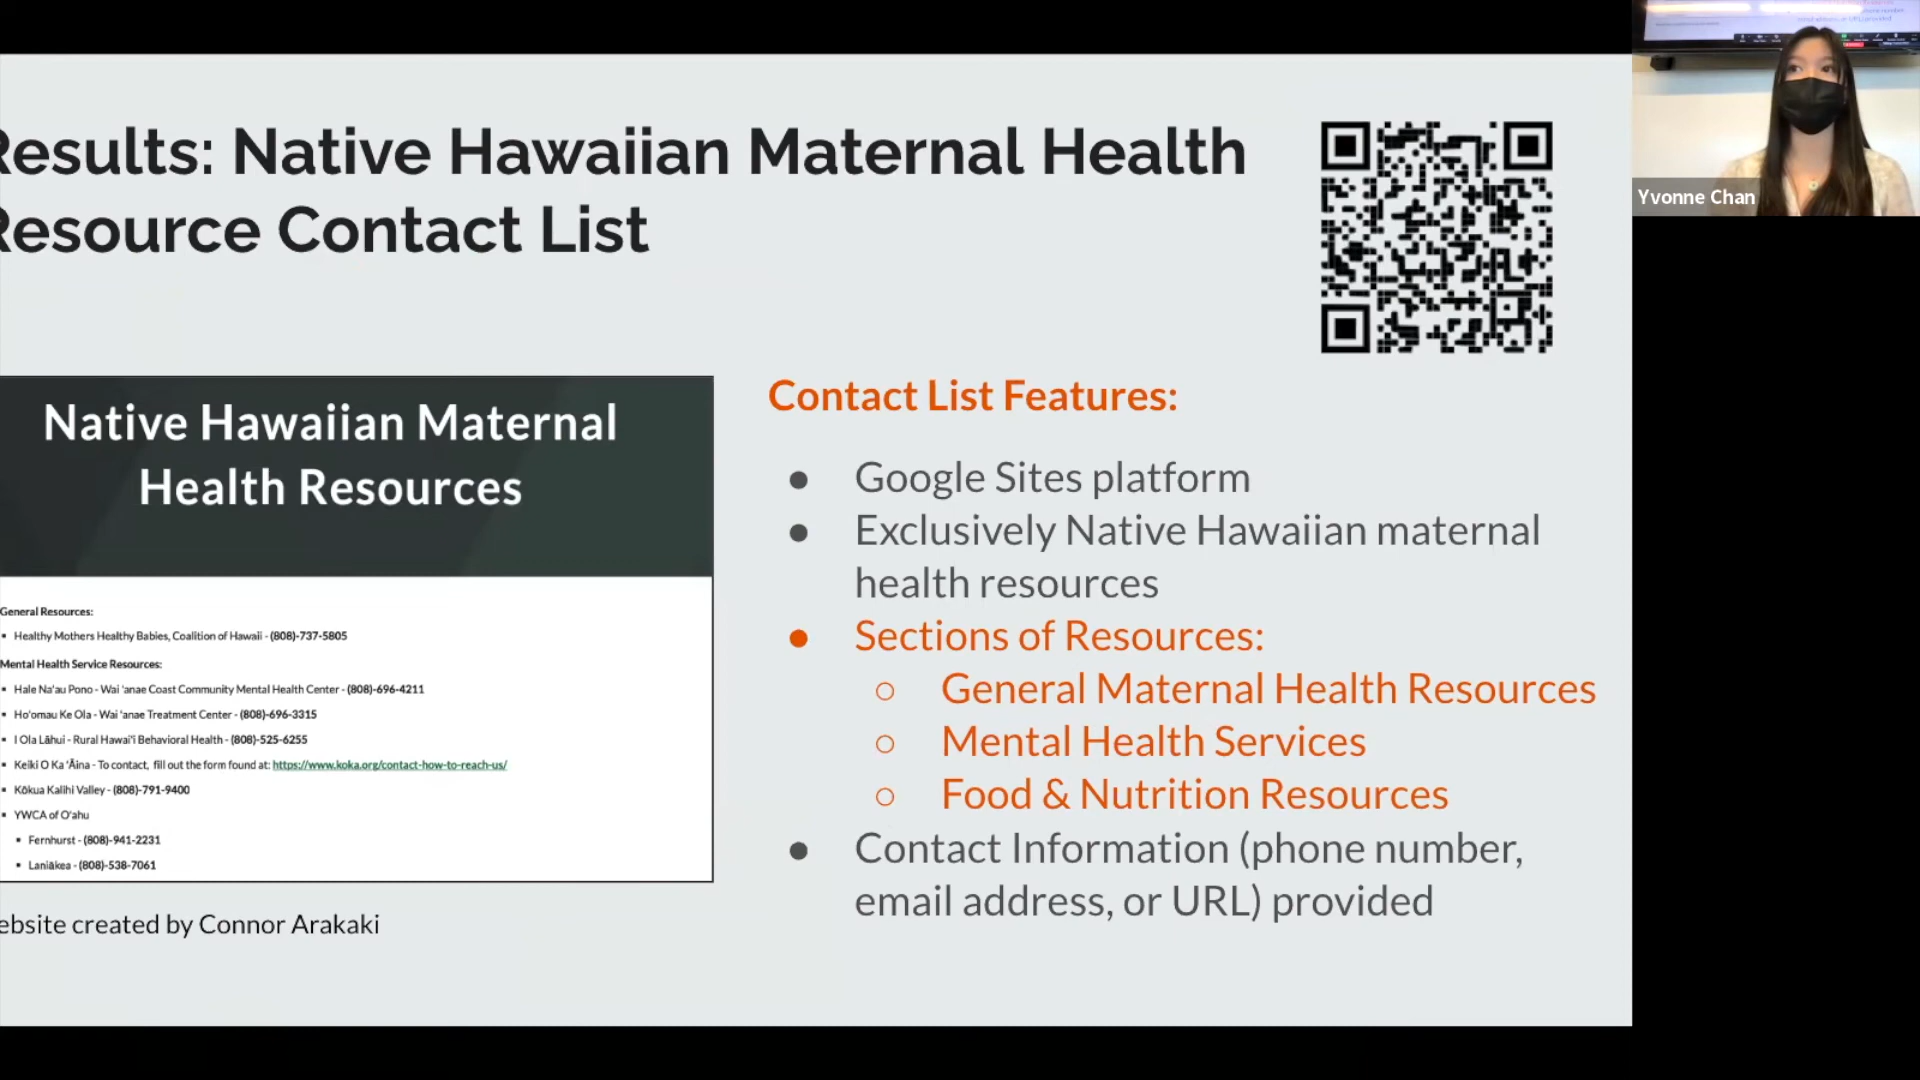 Results: Native Hawaiian Maternal Health
Resource Contact List
Yvonne Chan
Native Hawaiian Maternal
Health Resources
General Resources:
▪ Healthy Mothers Healthy Babies, Coalition of Hawaii - (808)-737-5805
Mental Health Service Resources:
▪ Hale Na'au Pono - Wai 'anae Coast Community Mental Health Center - (808)-696-4211
▪ Ho'omau Ke Ola - Wai 'anae Treatment Center - (808)-696-3315
▪ I Ola Lāhui - Rural Hawai'i Behavioral Health - (808)-525-6255
▪ Keiki O Ka 'Āina - To contact, fill out the form found at: https://www.koka.org/contact-how-to-reach-us/
▪ Kōkua Kalihi Valley - (808)-791-9400
▪ YWCA of O'ahu
▪ Fernhurst - (808)-941-2231
▪ Laniākea - (808)-538-7061
ebsite created by Connor Arakaki
Contact List Features:
● Google Sites platform
● Exclusively Native Hawaiian maternal
health resources
● Sections of Resources:
○ General Maternal Health Resources
○ Mental Health Services
○ Food & Nutrition Resources
● Contact Information (phone number,
email address, or URL) provided